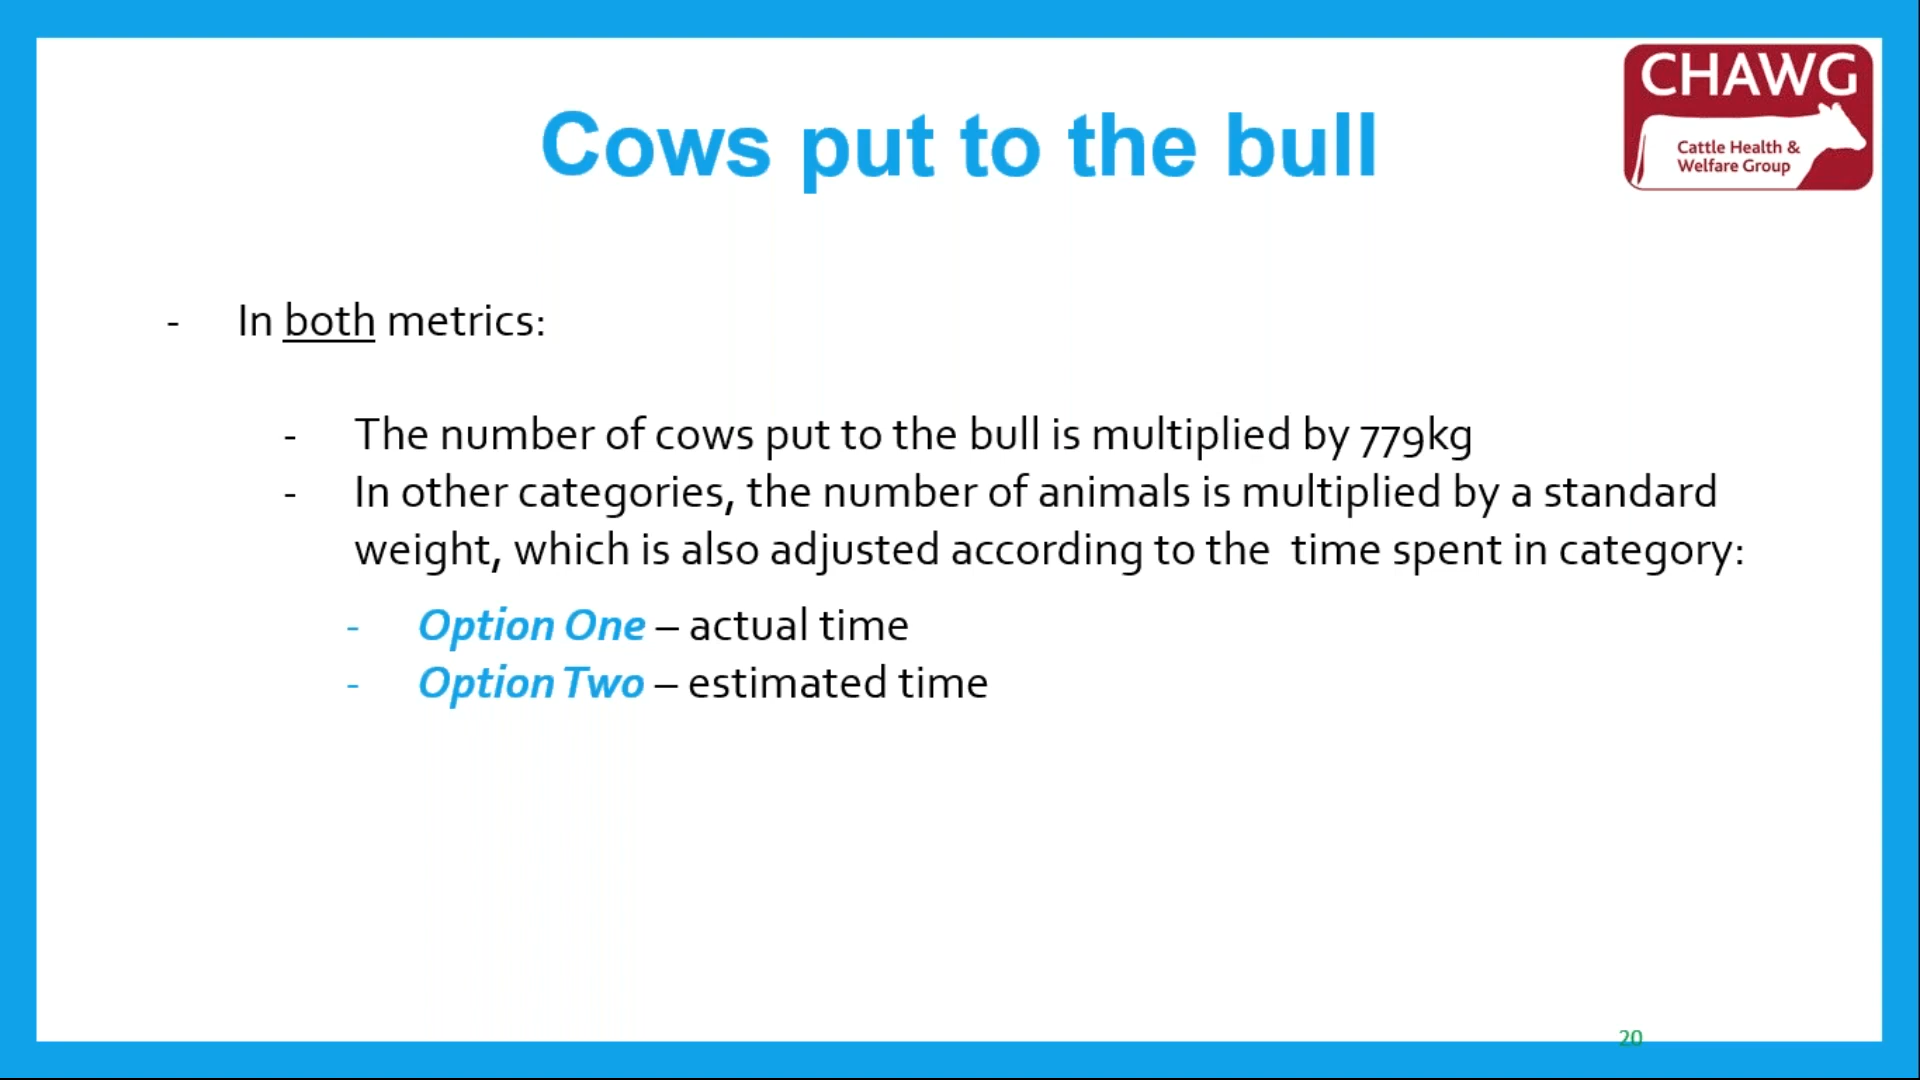 CHAWG
Cattle Health &
Welfare Group
Cows put to the bull
- In both metrics:
- The number of cows put to the bull is multiplied by 779kg
- In other categories, the number of animals is multiplied by a standard
weight, which is also adjusted according to the time spent in category:
- Option One – actual time
- Option Two – estimated time
20